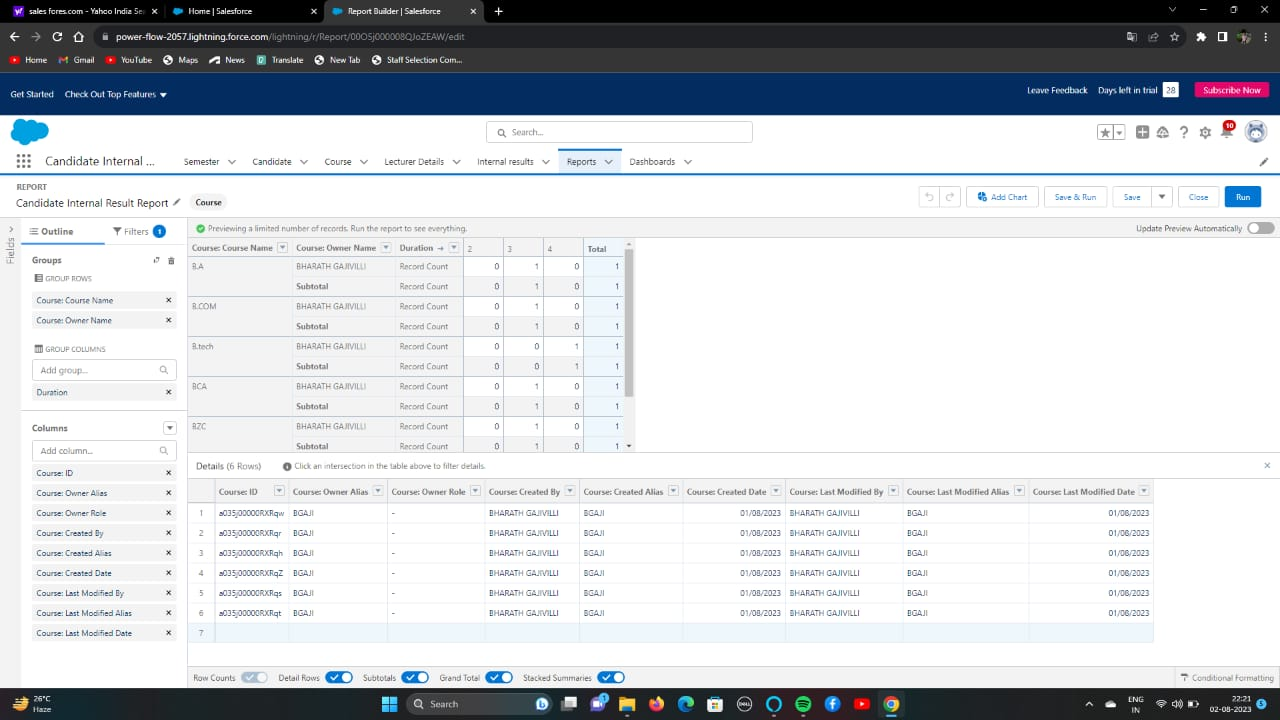 sales fores.com - Yahoo India Se
Home | Salesforce
Report Builder | Salesforce
power-flow-2057.lightning.force.com/lightning/r/Report/00O5j000008QJoZEAW/edit
Home Gmail YouTube Maps News Translate New Tab Staff Selection Com...
Get Started Check Out Top Features Leave Feedback Days left in trial 28 Subscribe Now
Search... 10
Candidate Internal ... Semester Candidate Course Lecturer Details Internal results Reports Dashboards
REPORT
Candidate Internal Result Report Course Add Chart Save & Run Save Close Run
Fields
Outline Filters 1
Previewing a limited number of records. Run the report to see everything. Update Preview Automatically
Groups
GROUP ROWS
Course: Course Name
Course: Owner Name
GROUP COLUMNS
Add group...
Duration
Columns
Add column...
Course: ID
Course: Owner Alias
Course: Owner Role
Course: Created By
Course: Created Alias
Course: Created Date
Course: Last Modified By
Course: Last Modified Alias
Course: Last Modified Date
Course: Course Name Course: Owner Name Duration → 2 3 4 Total
B.A BHARATH GAJIVILLI Record Count 0 1 0 1
Subtotal Record Count 0 1 0 1
B.COM BHARATH GAJIVILLI Record Count 0 1 0 1
Subtotal Record Count 0 1 0 1
B.tech BHARATH GAJIVILLI Record Count 0 0 1 1
Subtotal Record Count 0 0 1 1
BCA BHARATH GAJIVILLI Record Count 0 1 0 1
Subtotal Record Count 0 1 0 1
BZC BHARATH GAJIVILLI Record Count 0 1 0 1
Subtotal Record Count 0 1 0 1
Details (6 Rows) Click an intersection in the table above to filter details.
Course: ID Course: Owner Alias Course: Owner Role Course: Created By Course: Created Alias Course: Created Date Course: Last Modified By Course: Last Modified Alias Course: Last Modified Date
1 a035j00000RXRqw BGAJI - BHARATH GAJIVILLI BGAJI 01/08/2023 BHARATH GAJIVILLI BGAJI 01/08/2023
2 a035j00000RXRqr BGAJI - BHARATH GAJIVILLI BGAJI 01/08/2023 BHARATH GAJIVILLI BGAJI 01/08/2023
3 a035j00000RXRqh BGAJI - BHARATH GAJIVILLI BGAJI 01/08/2023 BHARATH GAJIVILLI BGAJI 01/08/2023
4 a035j00000RXRqZ BGAJI - BHARATH GAJIVILLI BGAJI 01/08/2023 BHARATH GAJIVILLI BGAJI 01/08/2023
5 a035j00000RXRqs BGAJI - BHARATH GAJIVILLI BGAJI 01/08/2023 BHARATH GAJIVILLI BGAJI 01/08/2023
6 a035j00000RXRqt BGAJI - BHARATH GAJIVILLI BGAJI 01/08/2023 BHARATH GAJIVILLI BGAJI 01/08/2023
7
Row Counts Detail Rows Subtotals Grand Total Stacked Summaries Conditional Formatting
26°C
Haze
Search
1
DELL
ENG
IN
22:21
02-08-2023